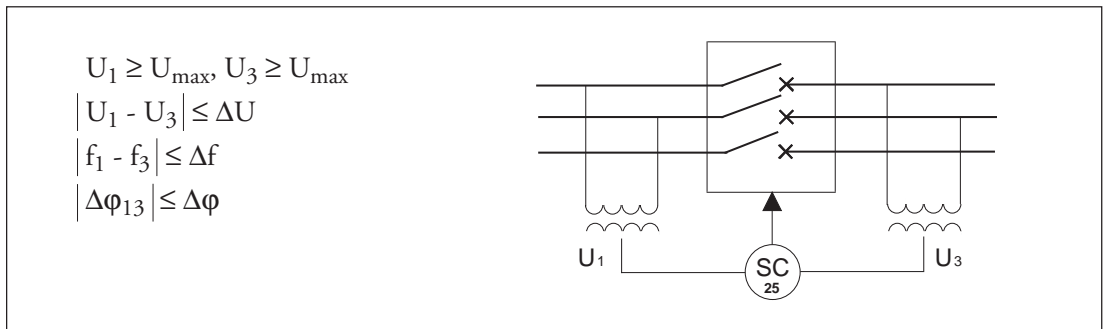 U₁ ≥ Uₘₐₓ, U₃ ≥ Uₘₐₓ
|U₁ - U₃| ≤ ΔU
|f₁ - f₃| ≤ Δf
|Δφ₁₃| ≤ Δφ
U₁
SC
25
U₃